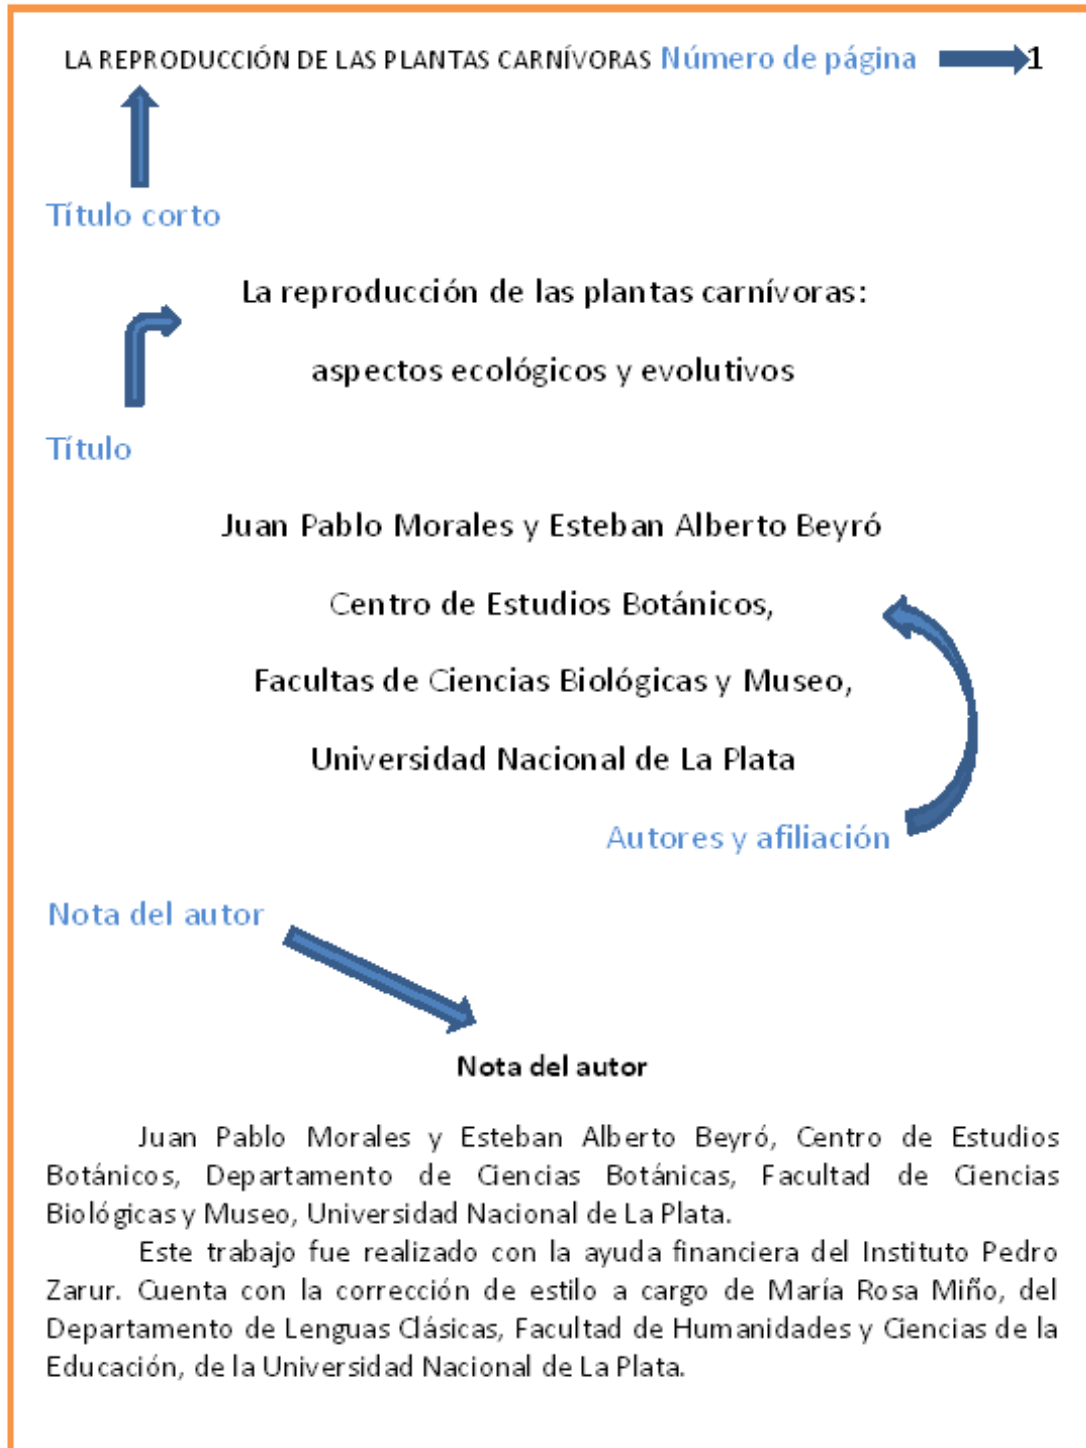 LA REPRODUCCIÓN DE LAS PLANTAS CARNÍVORAS Número de página 1
Título corto
La reproducción de las plantas carnívoras:
aspectos ecológicos y evolutivos
Título
Juan Pablo Morales y Esteban Alberto Beyró
Centro de Estudios Botánicos,
Facultas de Ciencias Biológicas y Museo,
Universidad Nacional de La Plata
Autores y afiliación
Nota del autor
Nota del autor
Juan Pablo Morales y Esteban Alberto Beyró, Centro de Estudios
Botánicos, Departamento de Ciencias Botánicas, Facultad de Ciencias
Biológicas y Museo, Universidad Nacional de La Plata.
Este trabajo fue realizado con la ayuda financiera del Instituto Pedro
Zarur. Cuenta con la corrección de estilo a cargo de María Rosa Miño, del
Departamento de Lenguas Clásicas, Facultad de Humanidades y Ciencias de la
Educación, de la Universidad Nacional de La Plata.